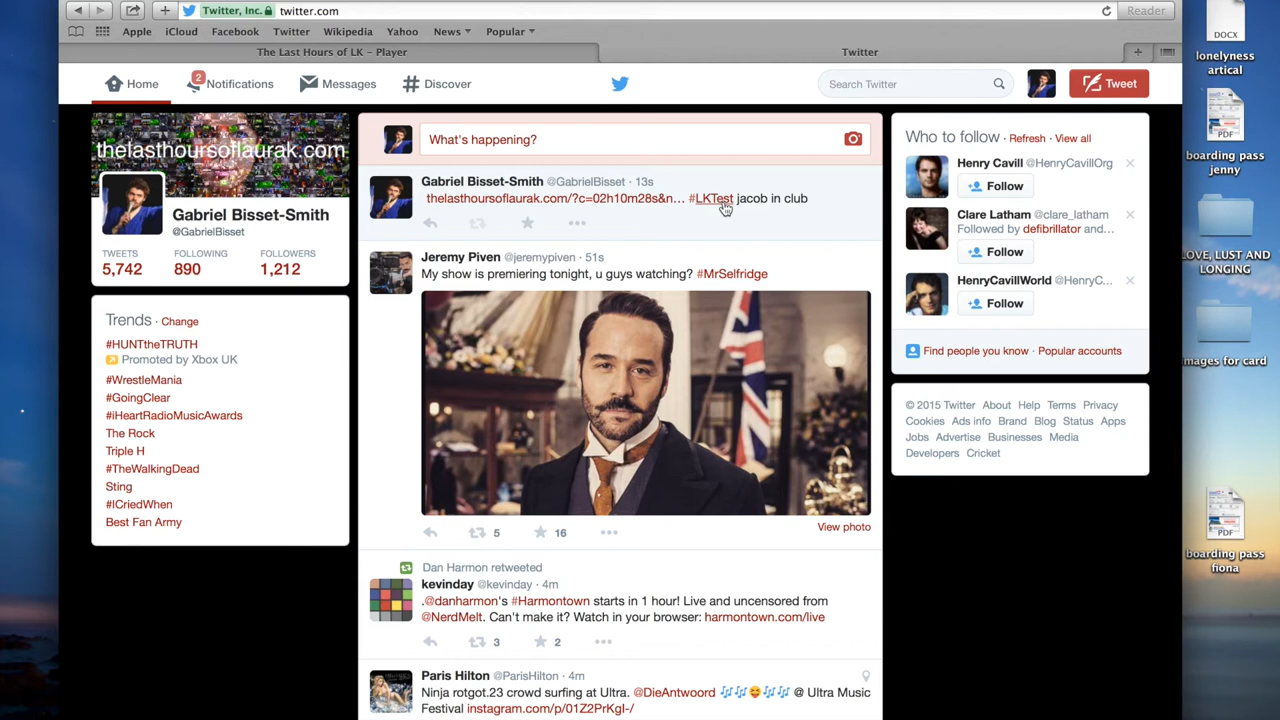 Twitter, Inc. twitter.com Reader
Apple iCloud Facebook Twitter Wikipedia Yahoo News Popular
The Last Hours of LK – Player Twitter
Home 2 Notifications Messages # Discover Search Twitter Tweet
thelasthoursoflaurak.com
Gabriel Bisset-Smith
@GabrielBisset
TWEETS FOLLOWING FOLLOWERS
5,742 890 1,212
Trends · Change
#HUNTtheTRUTH
Promoted by Xbox UK
#WrestleMania
#GoingClear
#iHeartRadioMusicAwards
The Rock
Triple H
#TheWalkingDead
Sting
#ICriedWhen
Best Fan Army
What's happening?
Gabriel Bisset-Smith @GabrielBisset · 13s
thelasthoursoflaurak.com/?c=02h10m28s&n... #LKTest jacob in club
Jeremy Piven @jeremypiven · 51s
My show is premiering tonight, u guys watching? #MrSelfridge
View photo
5 16
Dan Harmon retweeted
kevinday @kevinday · 4m
.@danharmon's #Harmontown starts in 1 hour! Live and uncensored from
@NerdMelt. Can't make it? Watch in your browser: harmontown.com/live
3 2
Paris Hilton @ParisHilton · 4m
Ninja rotgot.23 crowd surfing at Ultra. @DieAntwoord 🎶🎶😝🎶🎶 @ Ultra Music
Festival instagram.com/p/01Z2PrKgI-/
Who to follow · Refresh · View all
Henry Cavill @HenryCavillOrg
Follow
Clare Latham @clare_latham
Followed by defibrillator and...
Follow
HenryCavillWorld @HenryC...
Follow
Find people you know · Popular accounts
© 2015 Twitter About Help Terms Privacy
Cookies Ads info Brand Blog Status Apps
Jobs Advertise Businesses Media
Developers Cricket
DOCX
lonelyness
artical
PDF
boarding pass
jenny
LOVE, LUST AND
LONGING
images for card
PDF
boarding pass
fiona